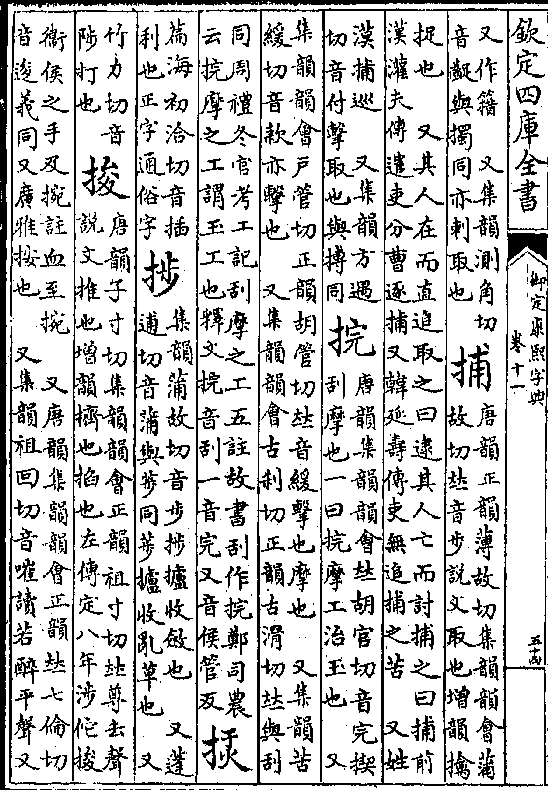 欽定四庫全書
御定康熙字典
卷十一
五十四
又作籍 又集韻測角切
音齪與擉同亦刺取也
捕
唐韻正韻薄故切集韻韻會蒲
故切𠀤音步說文取也增韻擒
捉也 又其人在而直追取之曰逮其人亡而討捕之曰捕前
漢灌夫傳遣吏分曹逐捕又韓延壽傳吏無追捕之苦 又姓
漢捕巡 又集韻方遇
切音付擊取也與搏同
捖
唐韻集韻韻會𠀤胡官切音完揳
刮摩也一曰捖摩工治玉也 又
集韻韻會戸管切正韻胡管切𠀤音緩擊也摩也 又集韻苦
緩切音款亦擊也 又集韻韻會古刹切正韻古滑切𠀤與刮
同周禮冬官考工記刮摩之工五註故書刮作捖鄭司農
云捖摩之工謂玉工也釋文捖音刮一音完又音侯管反
篇海初洽切音插
利也正字通俗字
捗
集韻蒲故切音步捗攎收斂也 又蓬
逋切音蒲與荹同荹攎收亂草也 又
竹力切音
陟打也
捘
唐韻子寸切集韻韻會正韻祖寸切𠀤尊去聲
說文推也增韻擠也掐也左傳定八年涉佗捘
衛侯之手及捥註血至捥 又唐韻集韻韻會正韻𠀤七倫切
音逡義同又廣雅按也 又集韻祖回切音嗺讀若醉平聲又